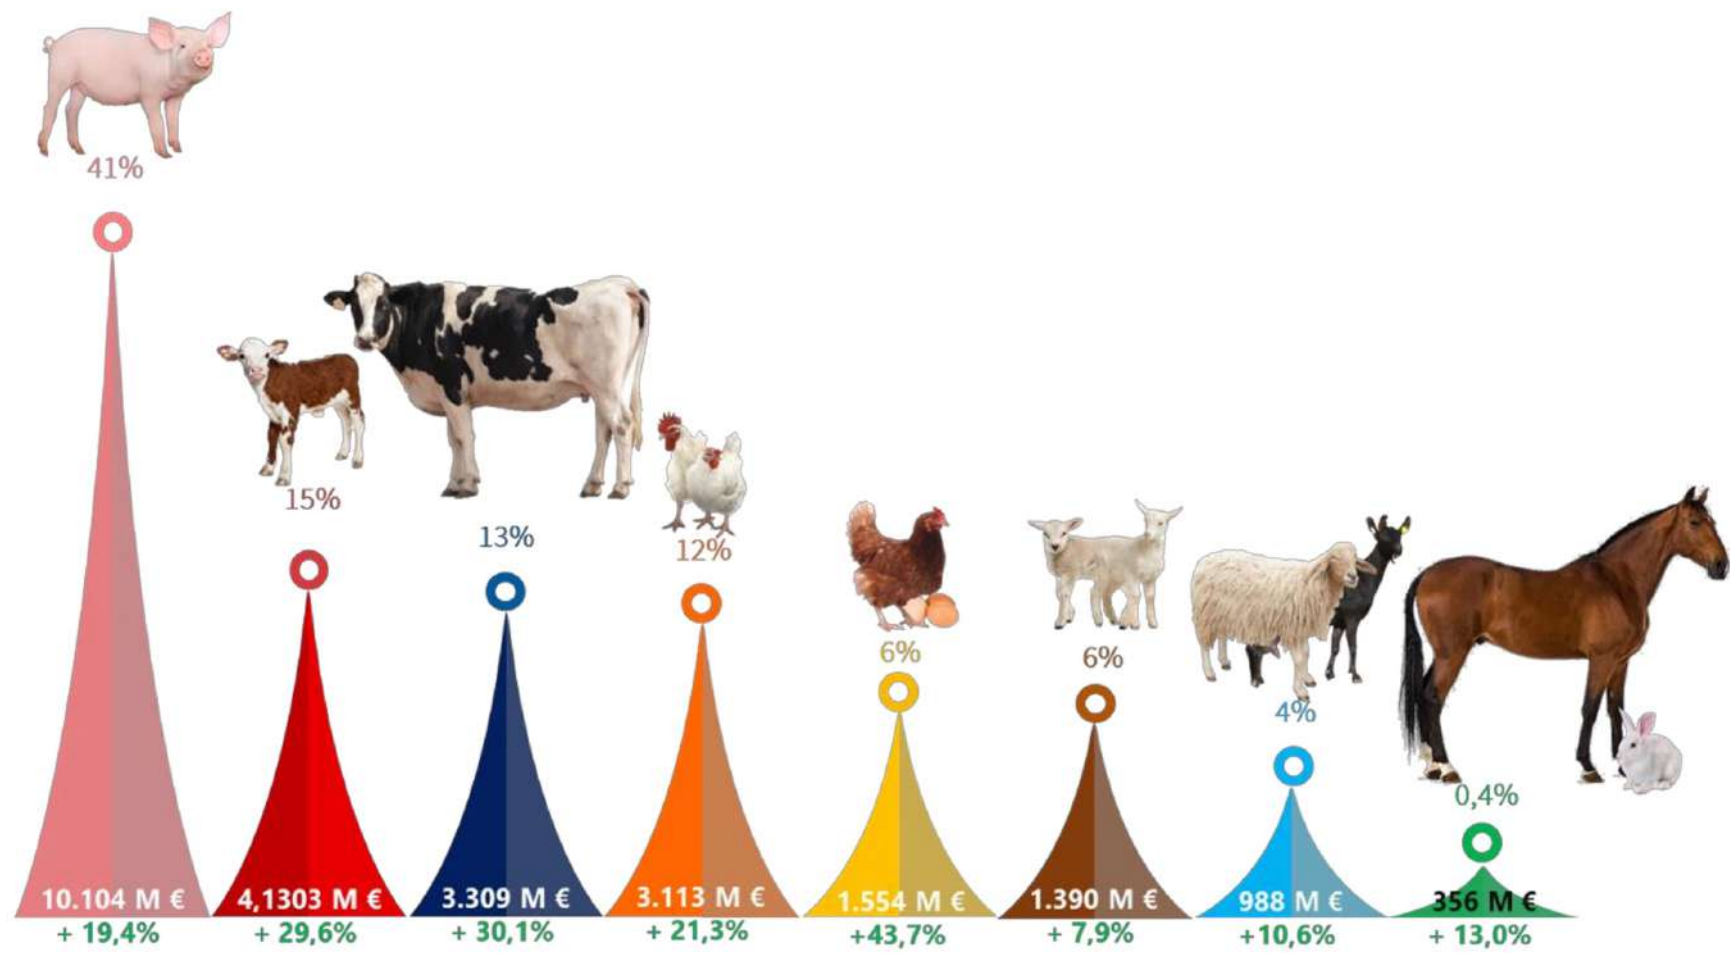 41%
15%
13%
12%
6%
6%
4%
0,4%
10.104 M €
4,1303 M €
3.309 M €
3.113 M €
1.554 M €
1.390 M €
988 M €
356 M €
+ 19,4%
+ 29,6%
+ 30,1%
+ 21,3%
+43,7%
+ 7,9%
+10,6%
+ 13,0%